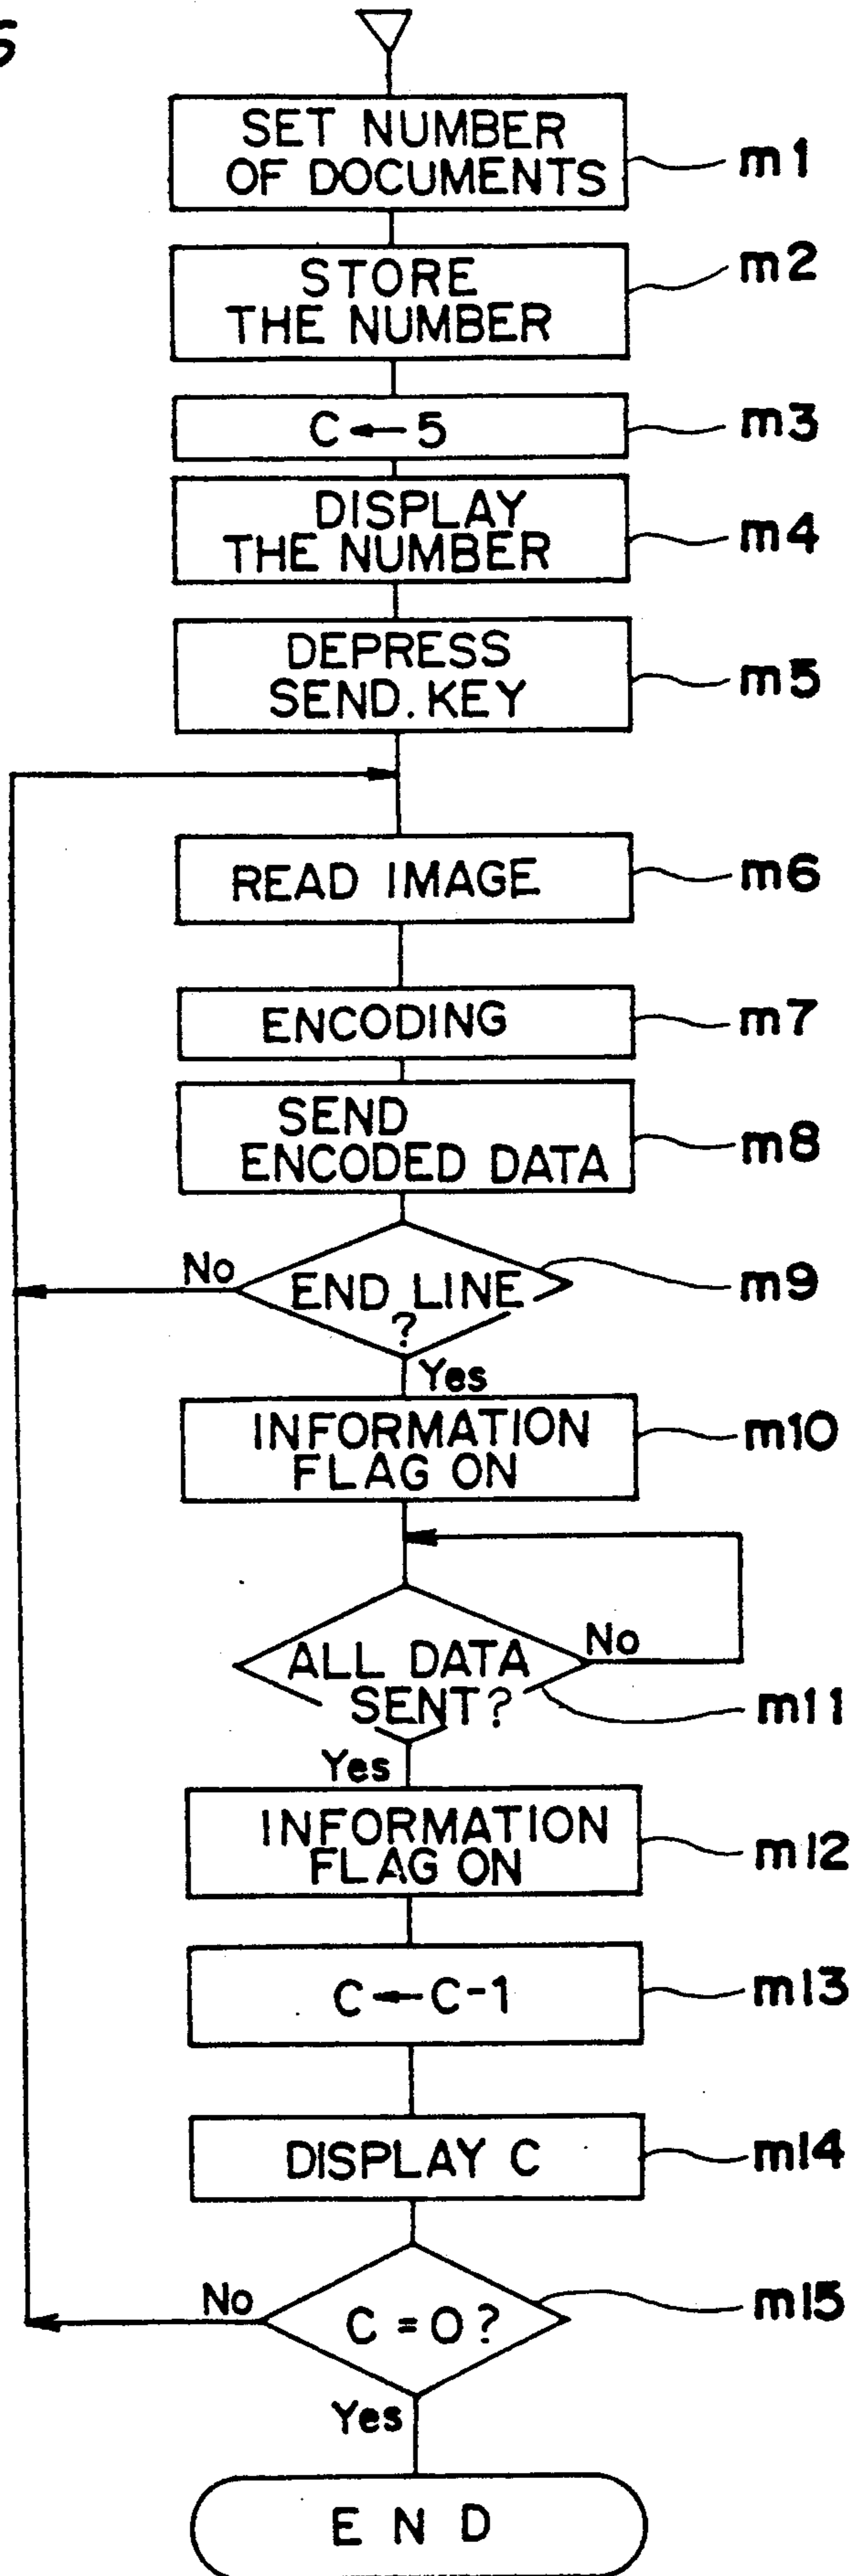 5
SET NUMBER
OF DOCUMENTS
m1
STORE
THE NUMBER
m2
C ← 5
m3
DISPLAY
THE NUMBER
m4
DEPRESS
SEND. KEY
m5
READ IMAGE
m6
ENCODING
m7
SEND
ENCODED DATA
m8
No
END LINE
?
m9
Yes
INFORMATION
FLAG ON
m10
ALL DATA
SENT?
No
m11
Yes
INFORMATION
FLAG ON
m12
C ← C-1
m13
DISPLAY C
m14
No
C = 0 ?
m15
Yes
END